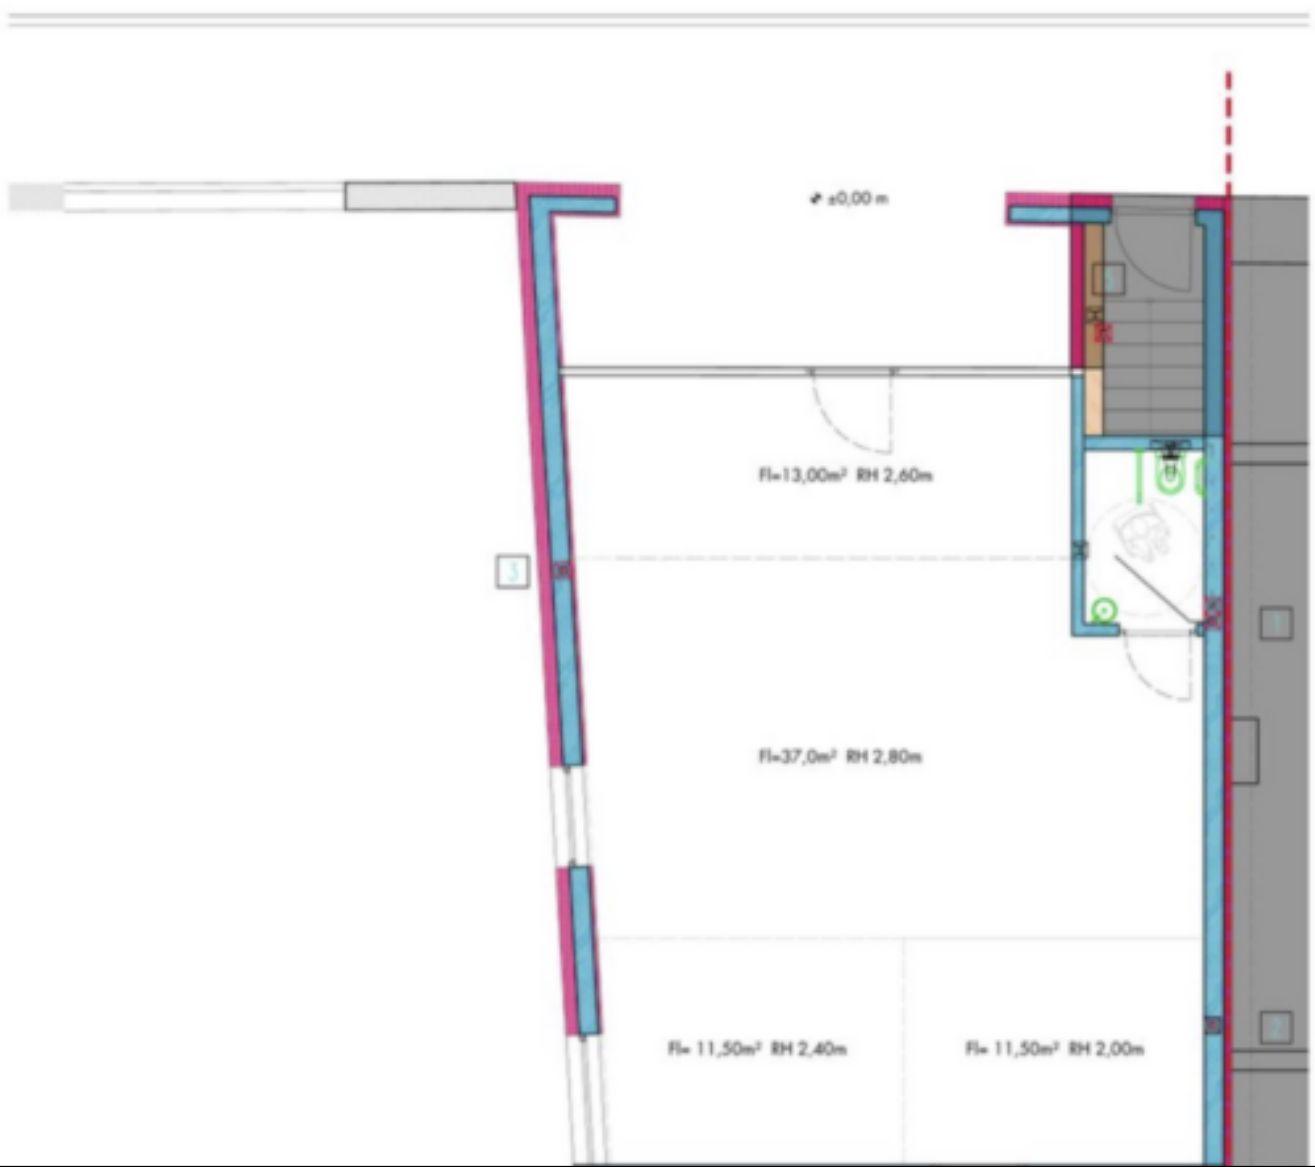 ±0,00 m
3
Fl=13,00m² RH 2,60m
3
1
Fl=37,0m² RH 2,80m
2
Fl= 11,50m² RH 2,40m
Fl= 11,50m² RH 2,00m